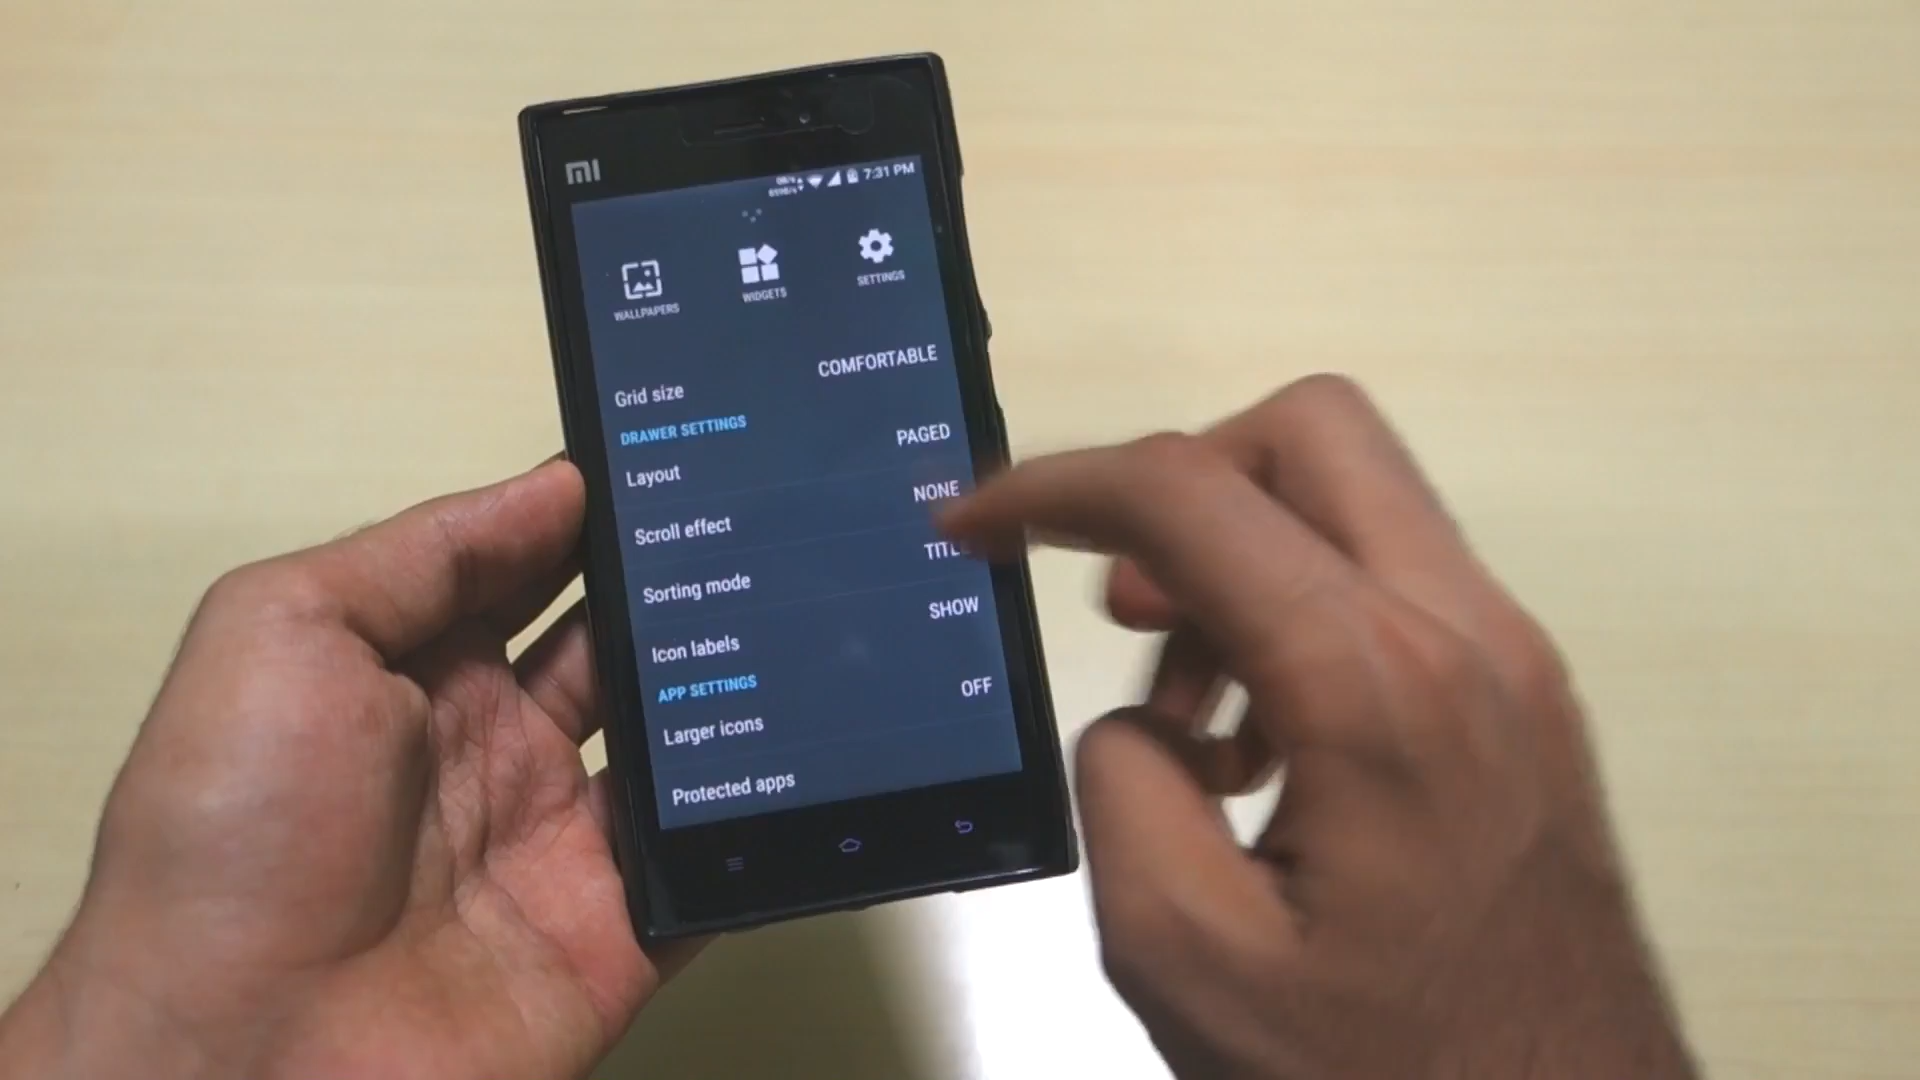 mi
7:31 PM
WALLPAPERS
WIDGETS
SETTINGS
Grid size COMFORTABLE
DRAWER SETTINGS
Layout PAGED
Scroll effect NONE
Sorting mode TITLE
Icon labels SHOW
APP SETTINGS
Larger icons OFF
Protected apps